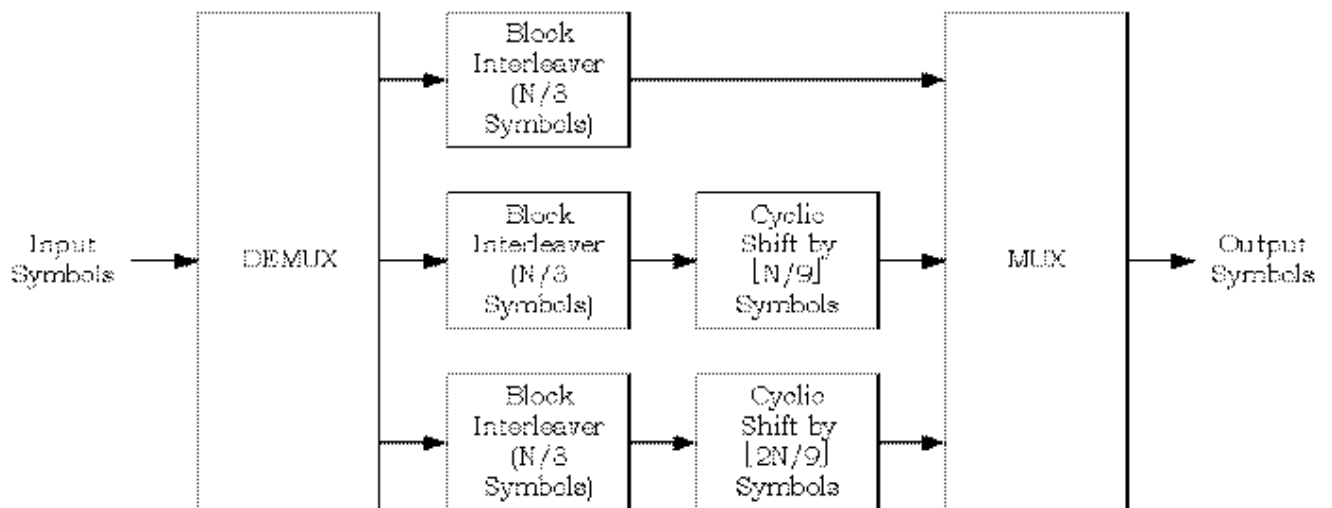 Block
Interleaver
(N/3
Symbols)
Input
Symbols
DEMUX
Block
Interleaver
(N/3
Symbols)
Cyclic
Shift by
⌊N/9⌋
Symbols
MUX
Output
Symbols
Block
Interleaver
(N/3
Symbols)
Cyclic
Shift by
⌊2N/9⌋
Symbols